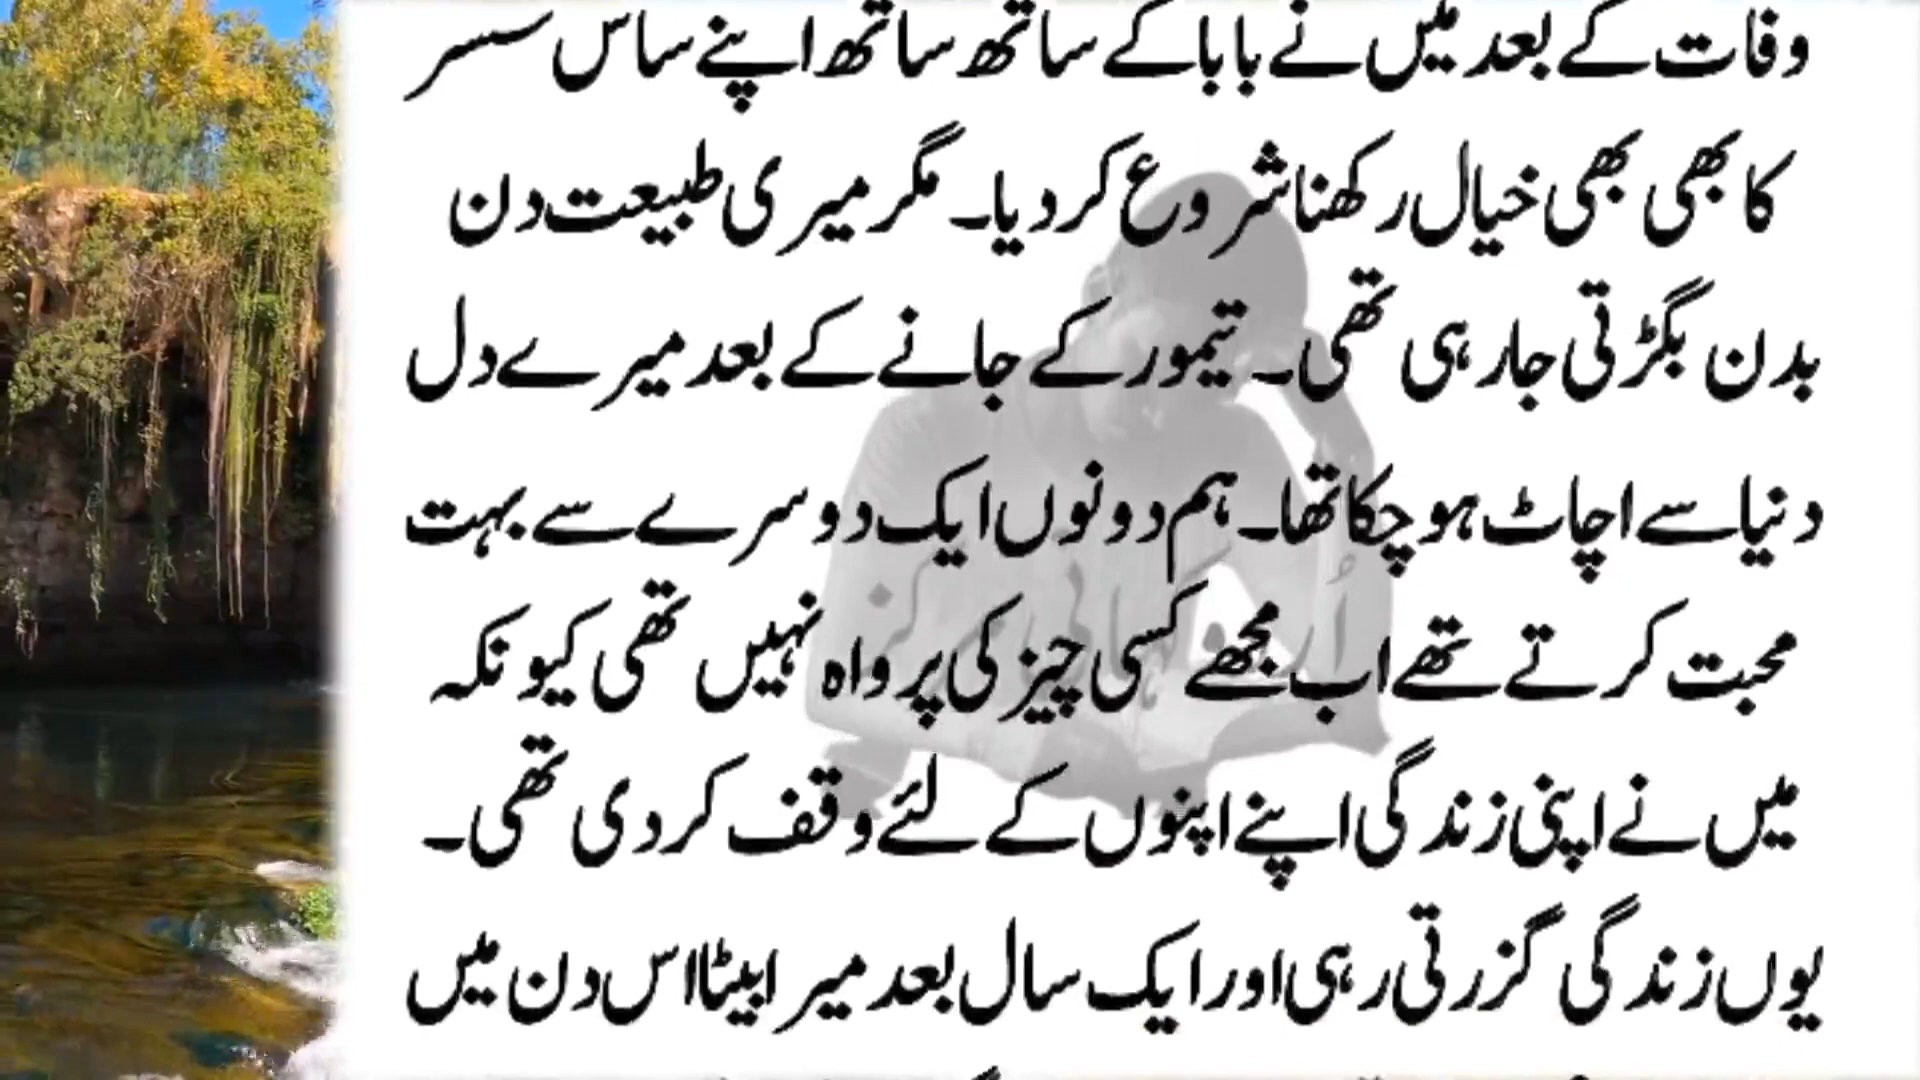 وفات کے بعد میں نے بابا کے ساتھ ساتھ اپنے ساس سسر
کا بھی بھی خیال رکھنا شروع کر دیا۔ مگر میری طبیعت دن
بدن بگڑتی جا رہی تھی۔ تیمور کے جانے کے بعد میرے دل
دنیا سے اچاٹ ہو چکا تھا۔ ہم دونوں ایک دوسرے سے بہت
محبت کرتے تھے اب مجھے کسی چیز کی پرواہ نہیں تھی کیونکہ
میں نے اپنی زندگی اپنے اپنوں کے لئے وقف کر دی تھی۔
یوں زندگی گزرتی رہی اور ایک سال بعد میرا بیٹا اس دن میں